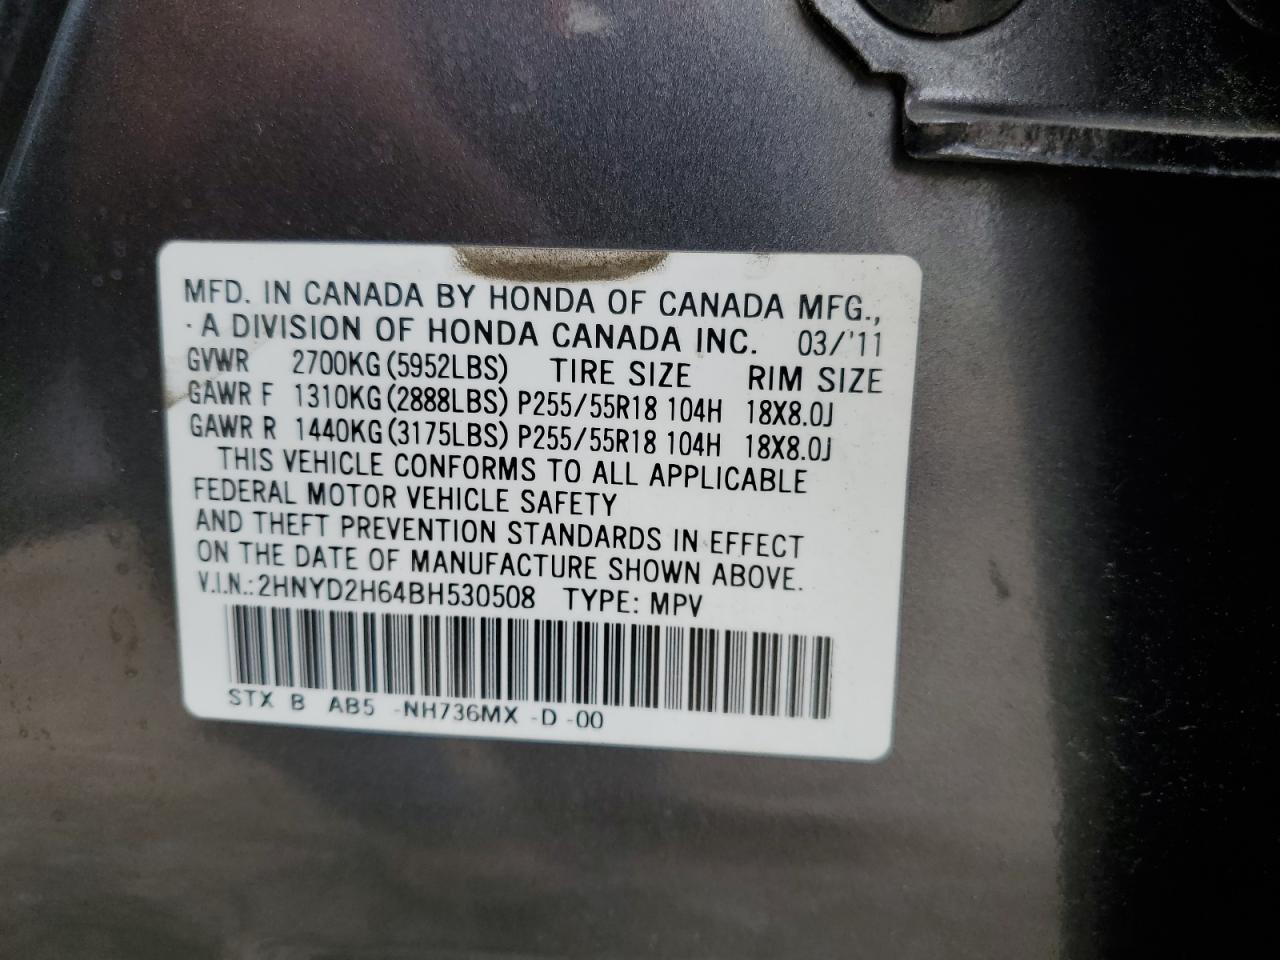 MFD. IN CANADA BY HONDA OF CANADA MFG.,
A DIVISION OF HONDA CANADA INC. 03/'11
GVWR 2700KG(5952LBS) TIRE SIZE RIM SIZE
GAWR F 1310KG(2888LBS) P255/55R18 104H 18X8.0J
GAWR R 1440KG(3175LBS) P255/55R18 104H 18X8.0J
THIS VEHICLE CONFORMS TO ALL APPLICABLE
FEDERAL MOTOR VEHICLE SAFETY
AND THEFT PREVENTION STANDARDS IN EFFECT
ON THE DATE OF MANUFACTURE SHOWN ABOVE.
V.I.N.: 2HNYD2H64BH530508 TYPE: MPV
STX B AB5 -NH736MX -D -00